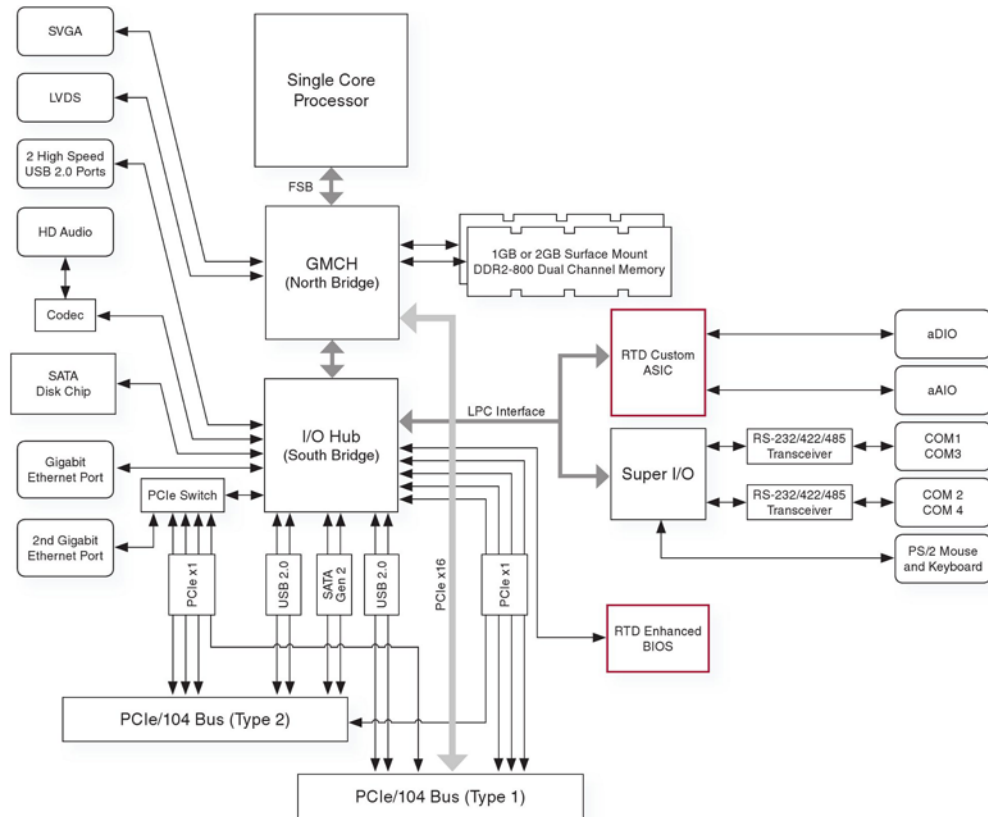 SVGA
LVDS
2 High Speed
USB 2.0 Ports
HD Audio
Codec
SATA
Disk Chip
Gigabit
Ethernet Port
PCIe Switch
2nd Gigabit
Ethernet Port
Single Core
Processor
FSB
GMCH
(North Bridge)
1GB or 2GB Surface Mount
DDR2-800 Dual Channel Memory
I/O Hub
(South Bridge)
LPC Interface
RTD Custom
ASIC
aDIO
aAIO
Super I/O
RS-232/422/485
Transceiver
COM1
COM3
RS-232/422/485
Transceiver
COM 2
COM 4
PS/2 Mouse
and Keyboard
PCIe x1
USB 2.0
SATA
Gen 2
USB 2.0
PCIe x16
PCIe x1
RTD Enhanced
BIOS
PCIe/104 Bus (Type 2)
PCIe/104 Bus (Type 1)